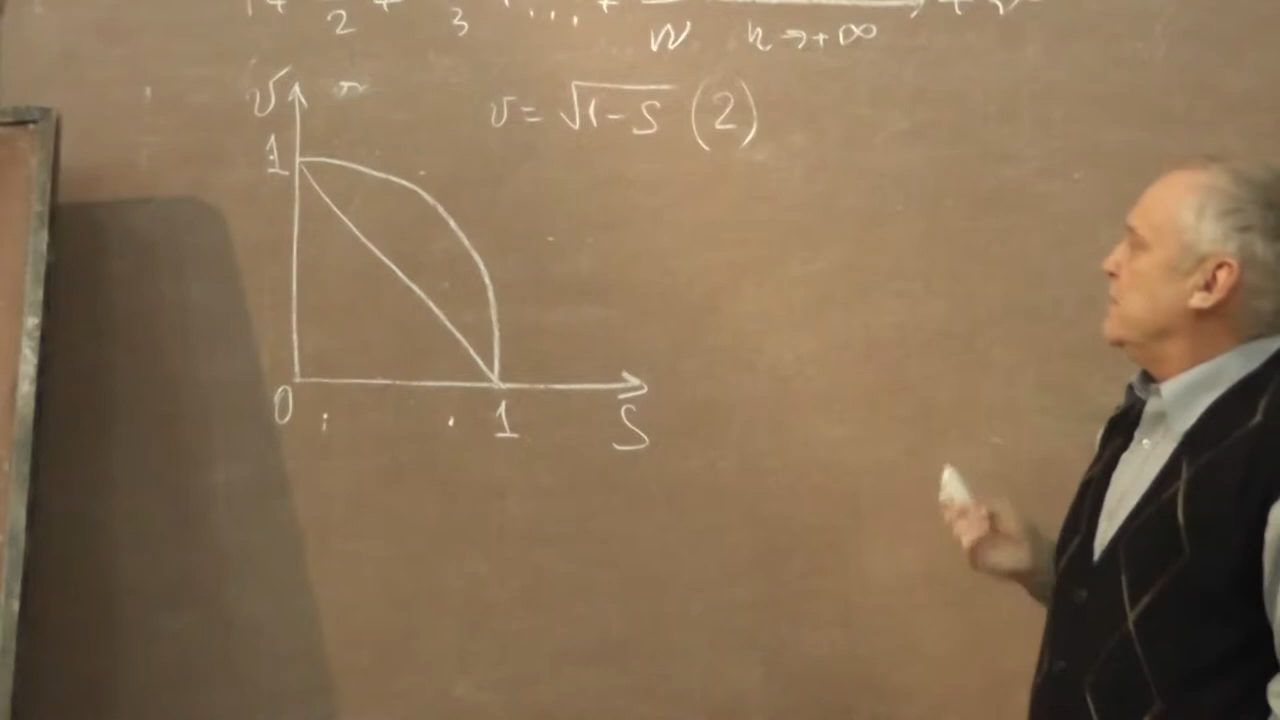 2 3 .... + n n → +∞
v = √1-S (2)
v
1
0 1 S